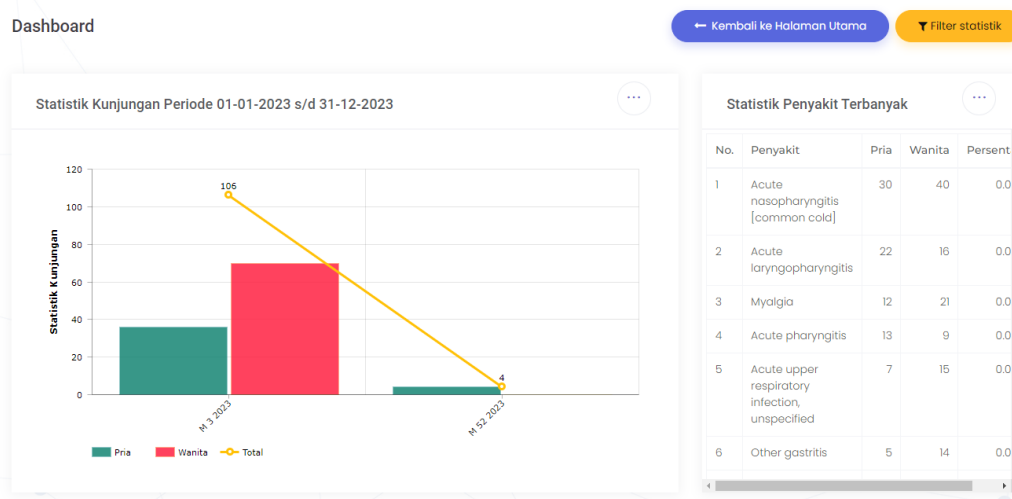 Dashboard
Kembali ke Halaman Utama
Filter statistik
Statistik Kunjungan Periode 01-01-2023 s/d 31-12-2023
...
Statistik Kunjungan
120
100
80
60
40
20
0
106
4
M 3 2023
M 52 2023
Pria Wanita Total
Statistik Penyakit Terbanyak
...
No. Penyakit Pria Wanita Persent
1 Acute 30 40 0.0
nasopharyngitis
[common cold]
2 Acute 22 16 0.0
laryngopharyngitis
3 Myalgia 12 21 0.0
4 Acute pharyngitis 13 9 0.0
5 Acute upper 7 15 0.0
respiratory
infection,
unspecified
6 Other gastritis 5 14 0.0